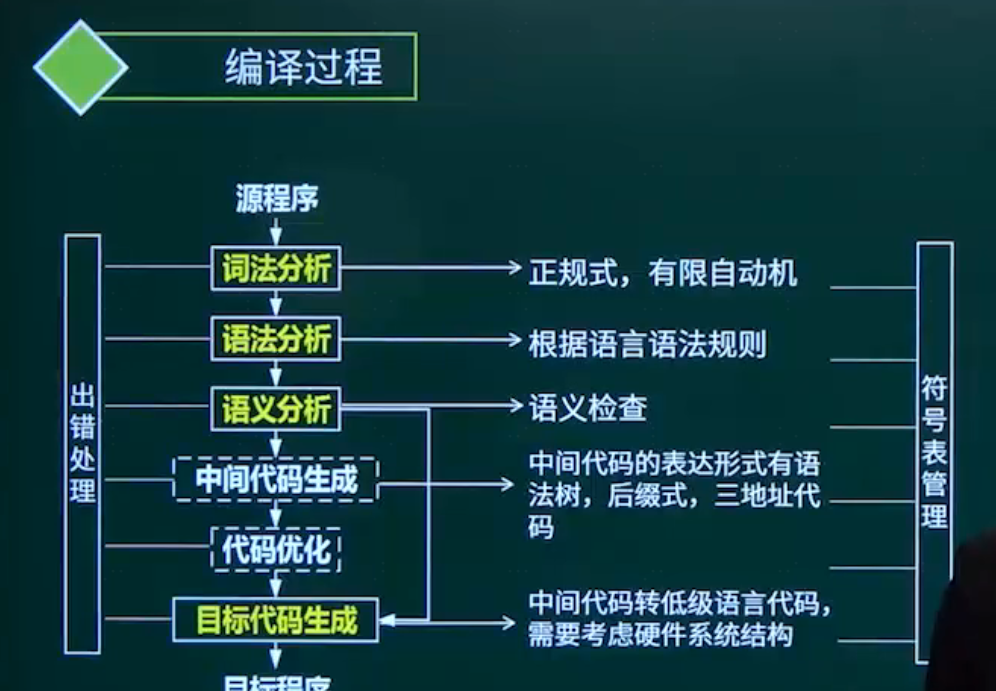 编译过程
源程序
词法分析
正规式，有限自动机
语法分析
根据语言语法规则
语义分析
语义检查
中间代码生成
中间代码的表达形式有语
法树，后缀式，三地址代
码
代码优化
目标代码生成
中间代码转低级语言代码，
需要考虑硬件系统结构
目标程序
出错处理
符号表管理